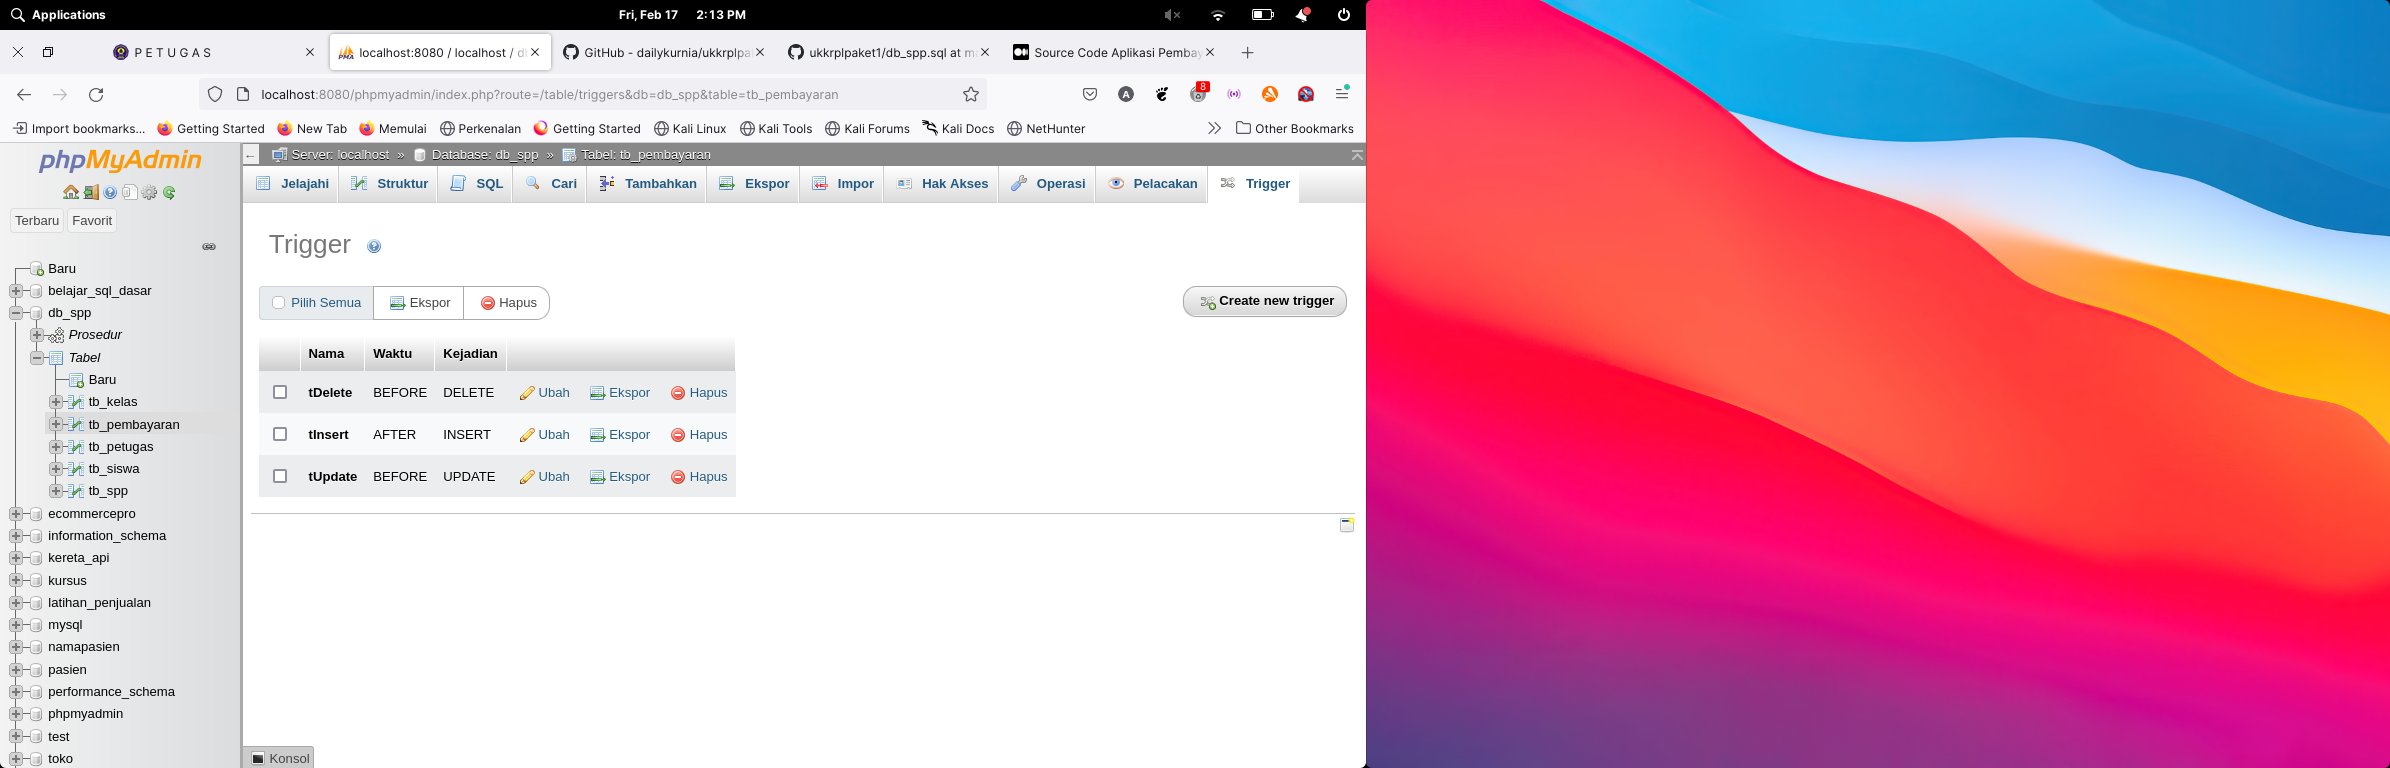 Applications
Fri, Feb 17 2:13 PM
P E T U G A S
localhost:8080 / localhost / d
GitHub - dailykurnia/ukkrplpa
ukkrplpaket1/db_spp.sql at m
Source Code Aplikasi Pembay
localhost:8080/phpmyadmin/index.php?route=/table/triggers&db=db_spp&table=tb_pembayaran
A
8
Import bookmarks...
Getting Started
New Tab
Memulai
Perkenalan
Getting Started
Kali Linux
Kali Tools
Kali Forums
Kali Docs
NetHunter
Other Bookmarks
phpMyAdmin
Terbaru
Favorit
Baru
belajar_sql_dasar
db_spp
Prosedur
Tabel
Baru
tb_kelas
tb_pembayaran
tb_petugas
tb_siswa
tb_spp
ecommercepro
information_schema
kereta_api
kursus
latihan_penjualan
mysql
namapasien
pasien
performance_schema
phpmyadmin
test
toko
Server: localhost » Database: db_spp » Tabel: tb_pembayaran
Jelajahi
Struktur
SQL
Cari
Tambahkan
Ekspor
Impor
Hak Akses
Operasi
Pelacakan
Trigger
Trigger
Pilih Semua
Ekspor
Hapus
Create new trigger
Nama Waktu Kejadian
tDelete BEFORE DELETE Ubah Ekspor Hapus
tInsert AFTER INSERT Ubah Ekspor Hapus
tUpdate BEFORE UPDATE Ubah Ekspor Hapus
Konsol